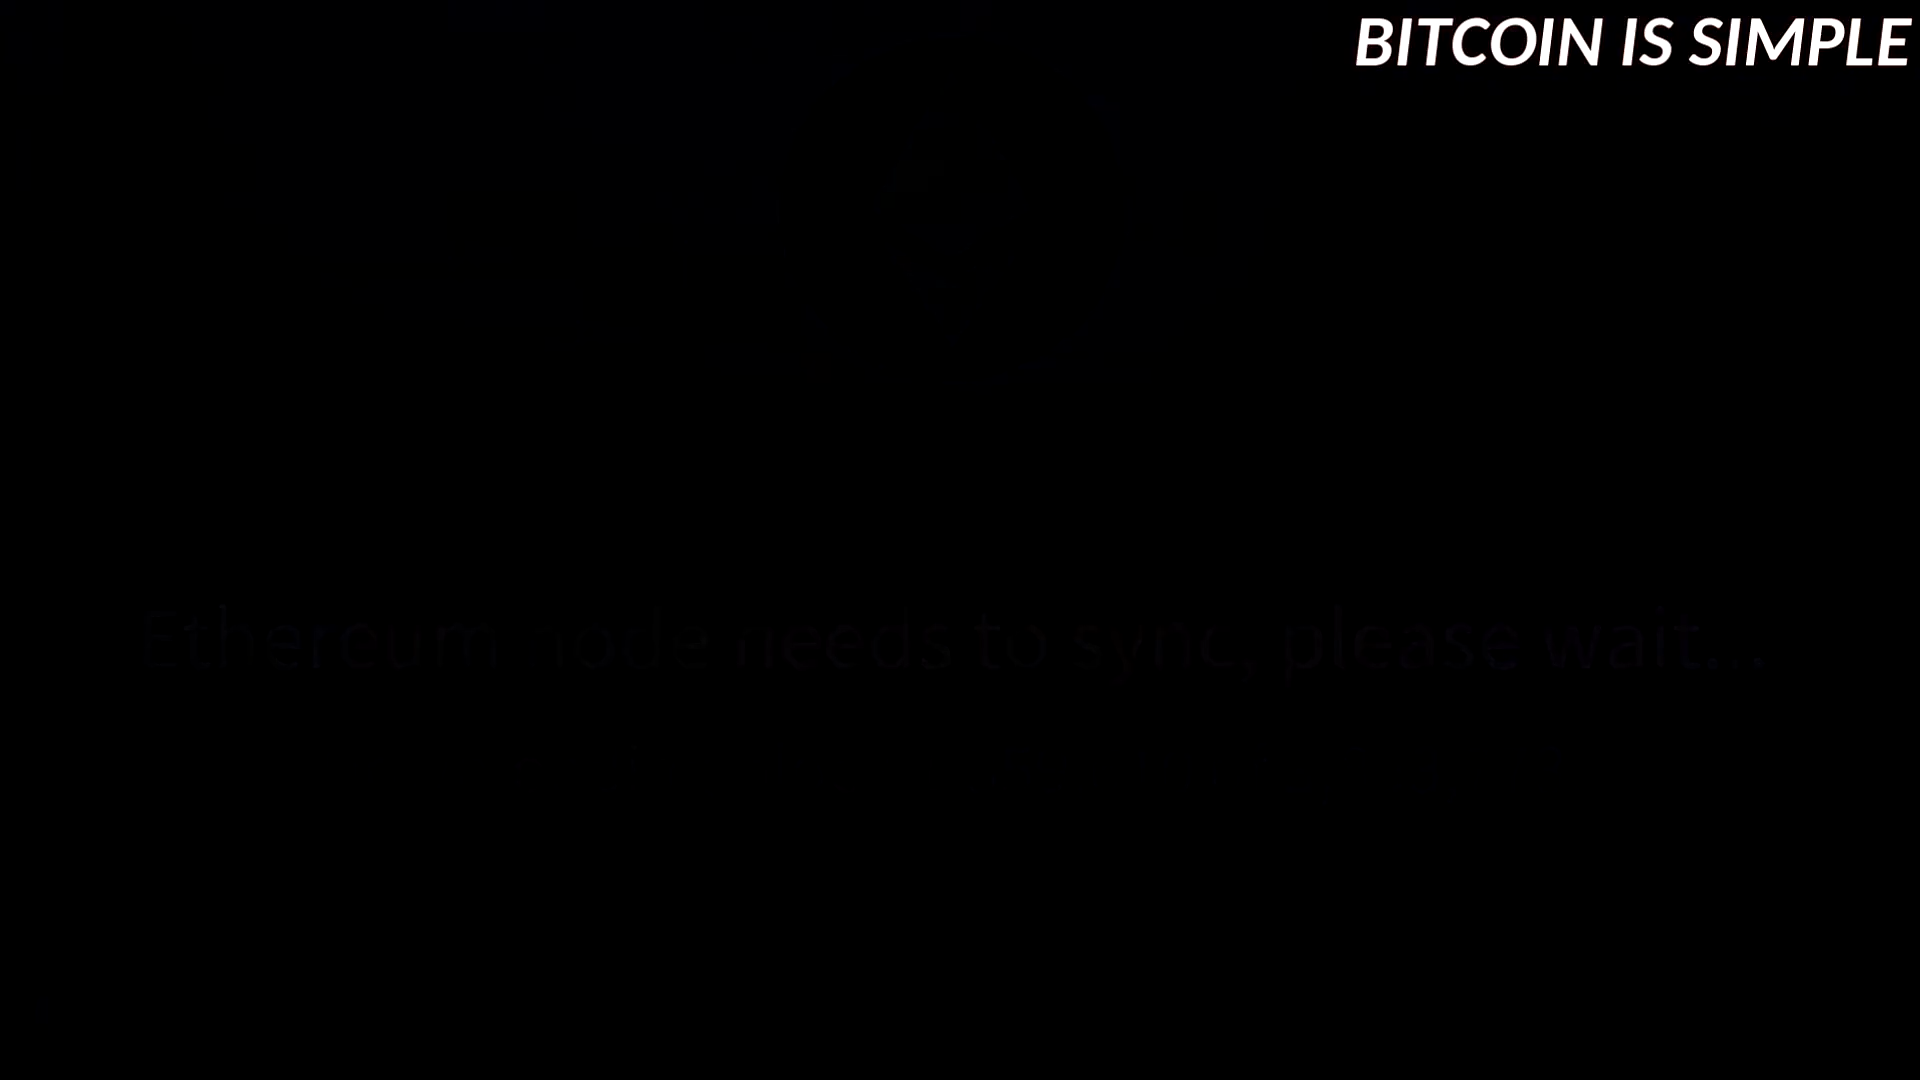 BITCOIN IS SIMPLE
Ethereum node needs to sync, please wait...